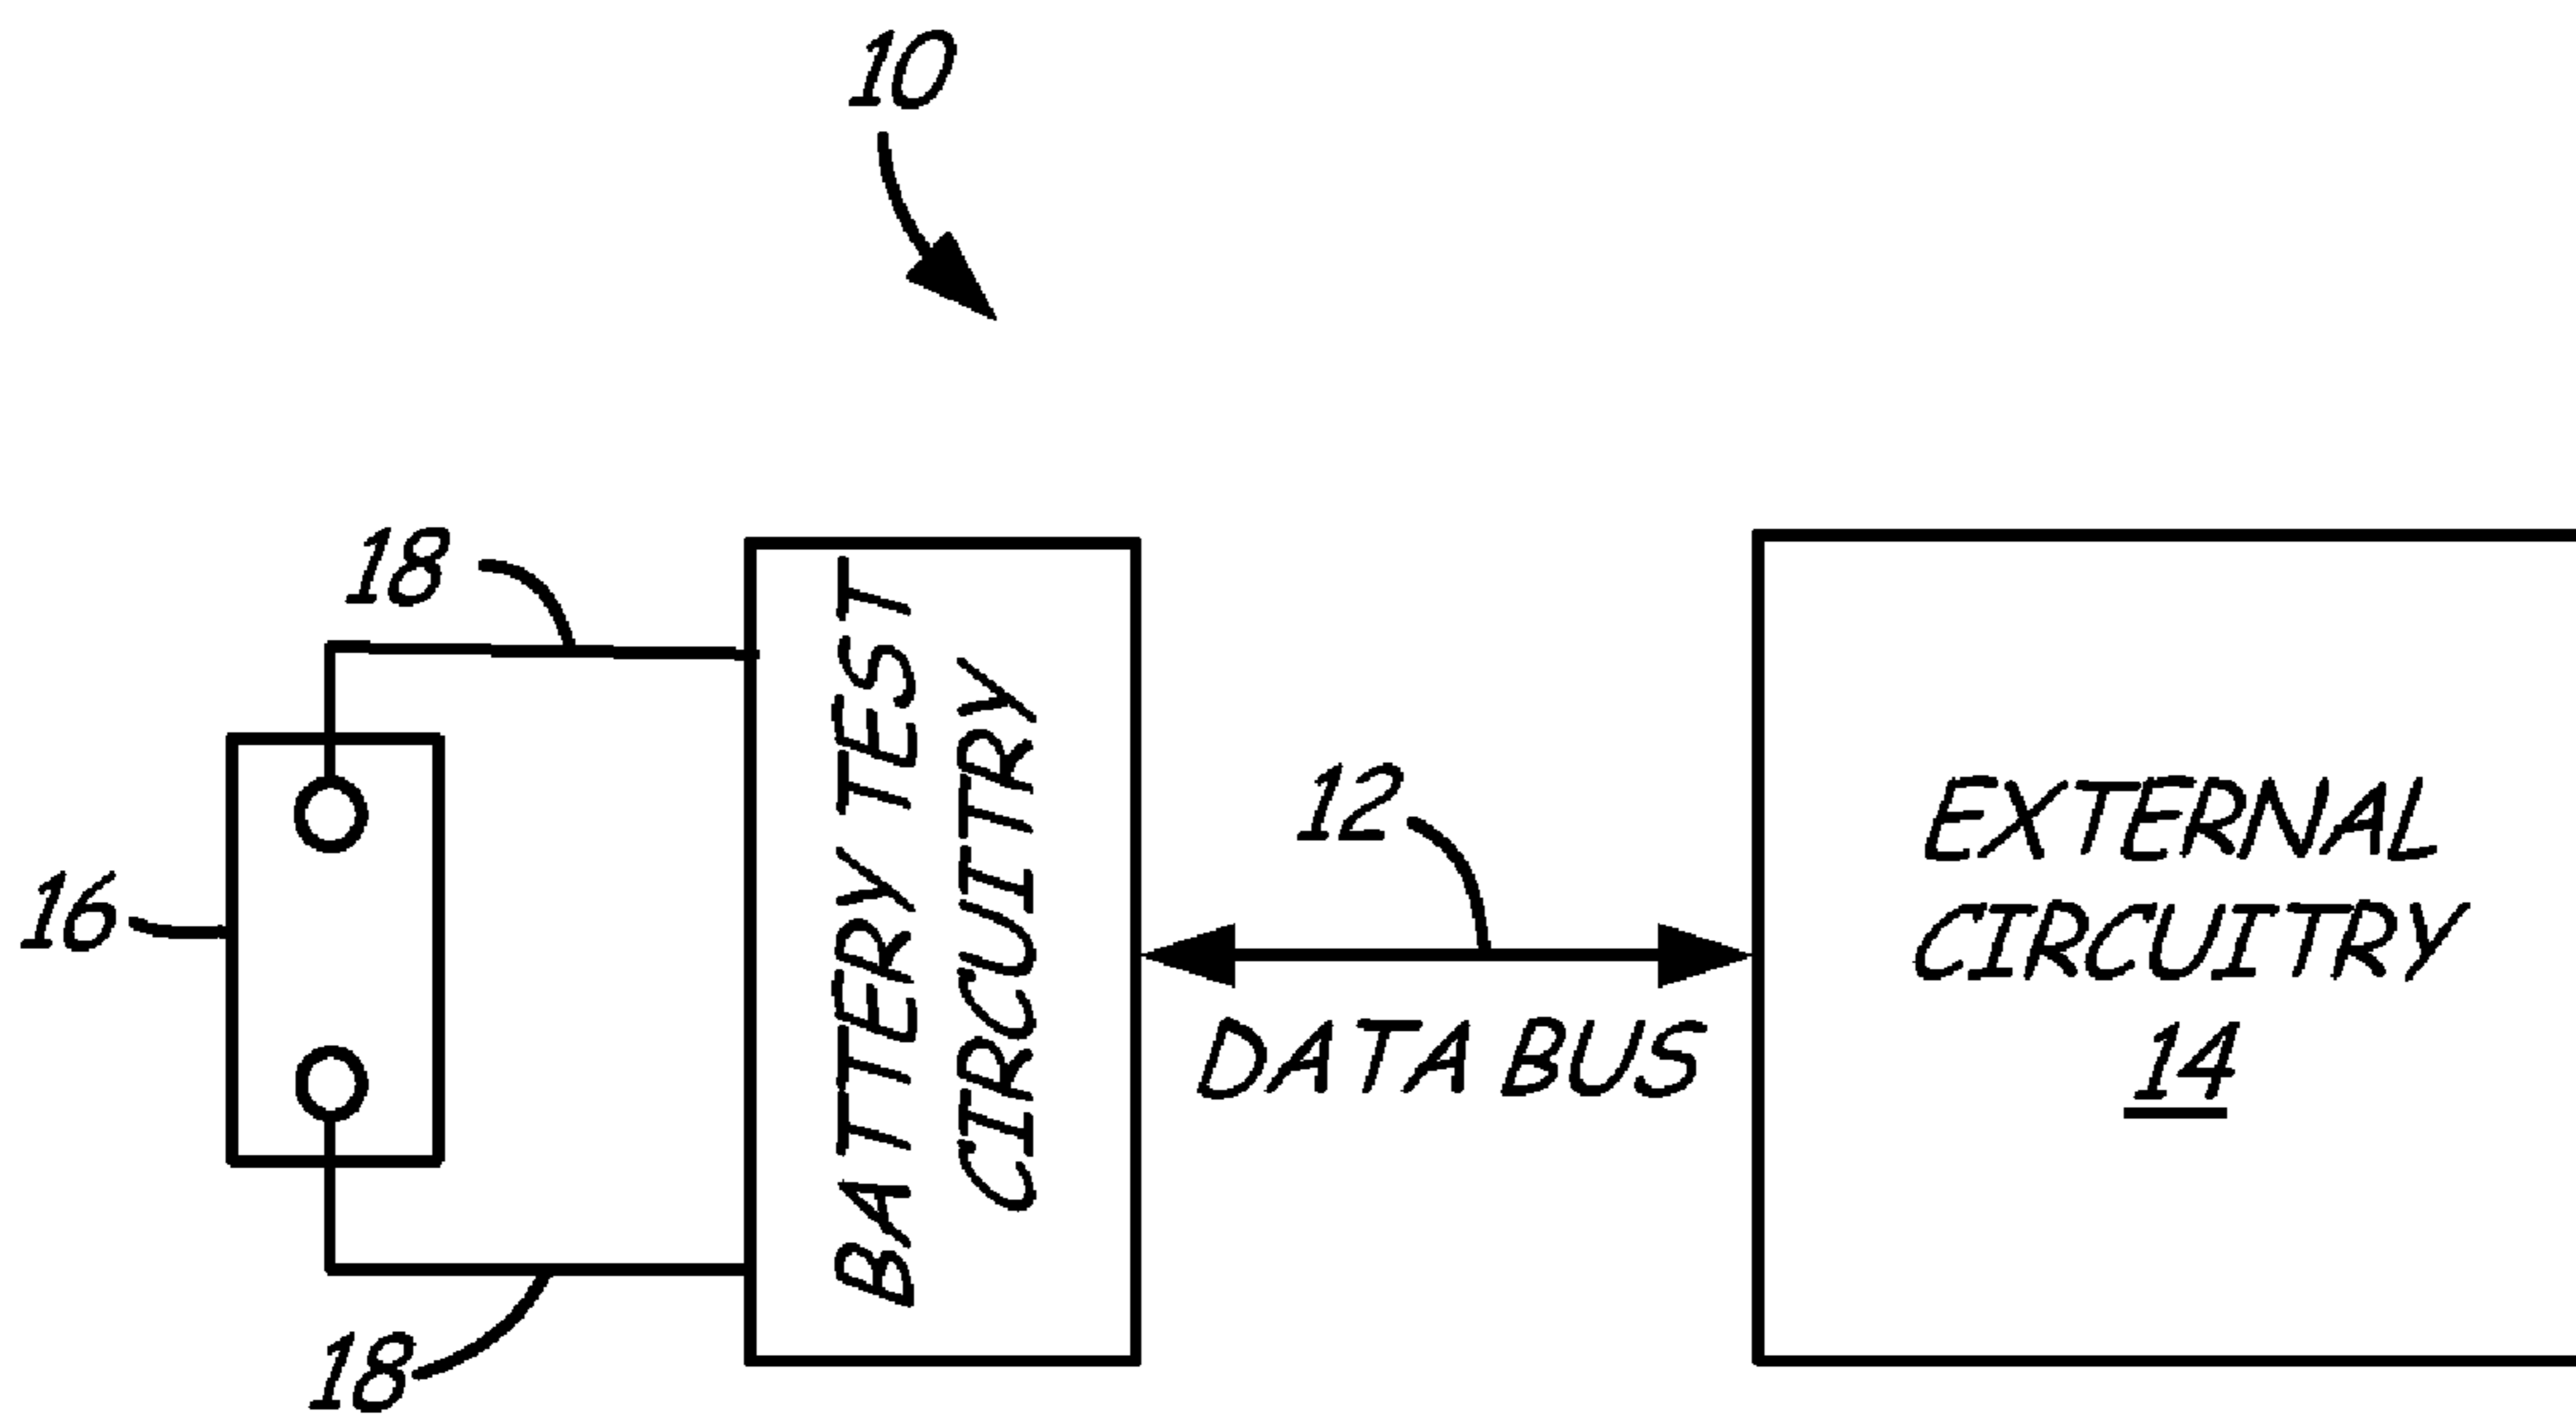 10
18
BATTERY TEST
CIRCUITRY
16
12
DATA BUS
EXTERNAL
CIRCUITRY
14
18